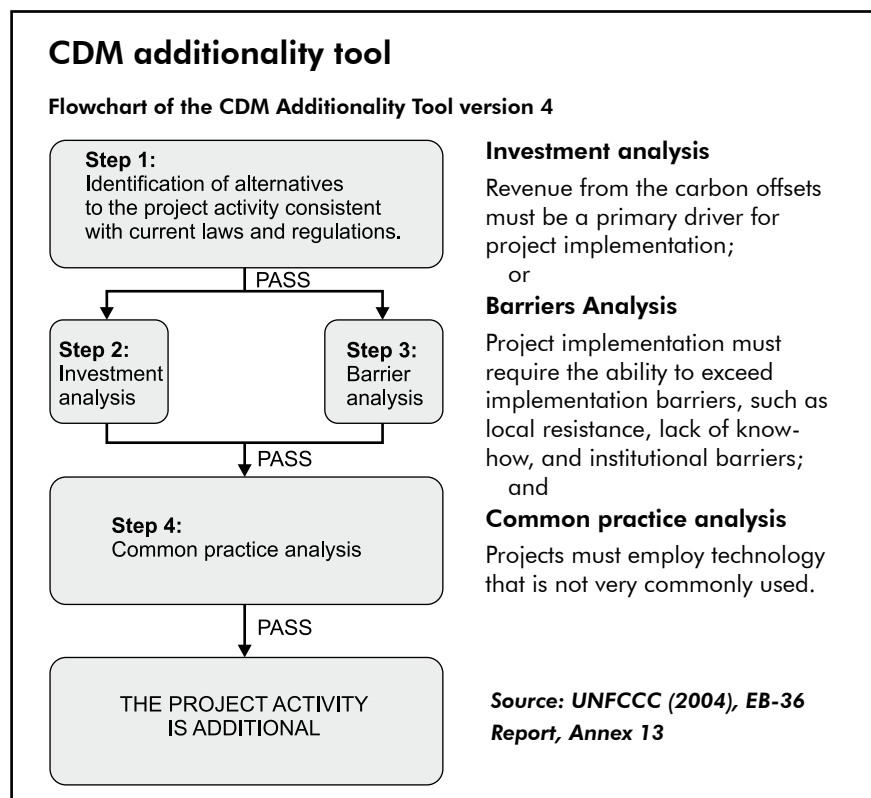 CDM additionality tool
Flowchart of the CDM Additionality Tool version 4
Step 1:
Identification of alternatives
to the project activity consistent
with current laws and regulations.
PASS
Step 2:
Investment
analysis
Step 3:
Barrier
analysis
PASS
Step 4:
Common practice analysis
PASS
THE PROJECT ACTIVITY
IS ADDITIONAL
Investment analysis
Revenue from the carbon offsets
must be a primary driver for
project implementation;
or
Barriers Analysis
Project implementation must
require the ability to exceed
implementation barriers, such as
local resistance, lack of know-
how, and institutional barriers;
and
Common practice analysis
Projects must employ technology
that is not very commonly used.
Source: UNFCCC (2004), EB-36
Report, Annex 13